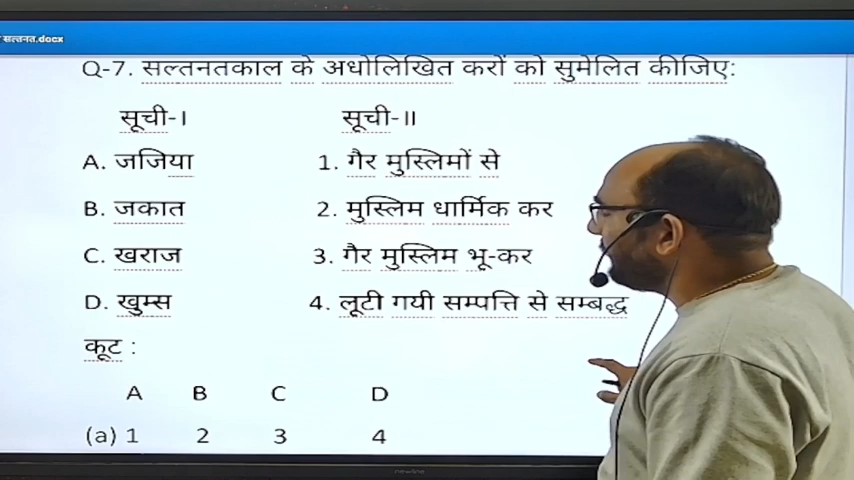 सल्तनत.docx
Q-7. सल्तनतकाल के अधोलिखित करों को सुमेलित कीजिए:
सूची-I सूची-II
A. जजिया 1. गैर मुस्लिमों से
B. जकात 2. मुस्लिम धार्मिक कर
C. खराज 3. गैर मुस्लिम भू-कर
D. खुम्स 4. लूटी गयी सम्पत्ति से सम्बद्ध
कूट :
A B C D
(a) 1 2 3 4